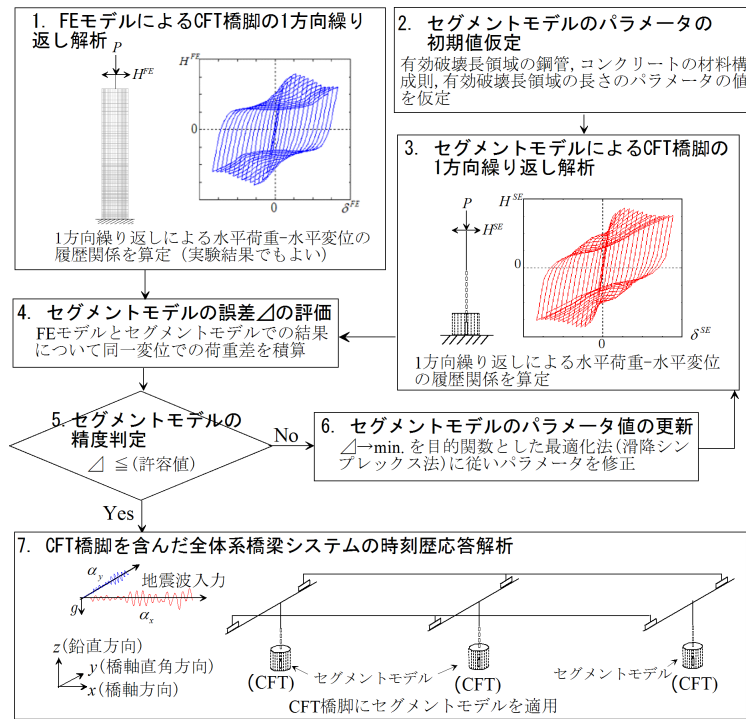 1. FEモデルによるCFT橋脚の1方向繰り
返し解析
P
H^FE
H^FE
0
0
δ^FE
1方向繰り返しによる水平荷重-水平変位の
履歴関係を算定 (実験結果でもよい)
2. セグメントモデルのパラメータの
初期値仮定
有効破壊長領域の鋼管,コンクリートの材料構
成則,有効破壊長領域の長さのパラメータの値
を仮定
3. セグメントモデルによるCFT橋脚の
1方向繰り返し解析
P
H^SE
H^SE
0
0
δ^SE
1方向繰り返しによる水平荷重-水平変位
の履歴関係を算定
4. セグメントモデルの誤差⊿の評価
FEモデルとセグメントモデルでの結果
について同一変位での荷重差を積算
5. セグメントモデルの
精度判定
⊿ ≦(許容値)
No
Yes
6. セグメントモデルのパラメータ値の更新
⊿→min. を目的関数とした最適化法(滑降シン
プレックス法)に従いパラメータを修正
7. CFT橋脚を含んだ全体系橋梁システムの時刻歴応答解析
α_y
地震波入力
g
α_x
z(鉛直方向)
y(橋軸直角方向)
x(橋軸方向)
セグメントモデル
セグメントモデル
(CFT)
(CFT)
(CFT)
CFT橋脚にセグメントモデルを適用